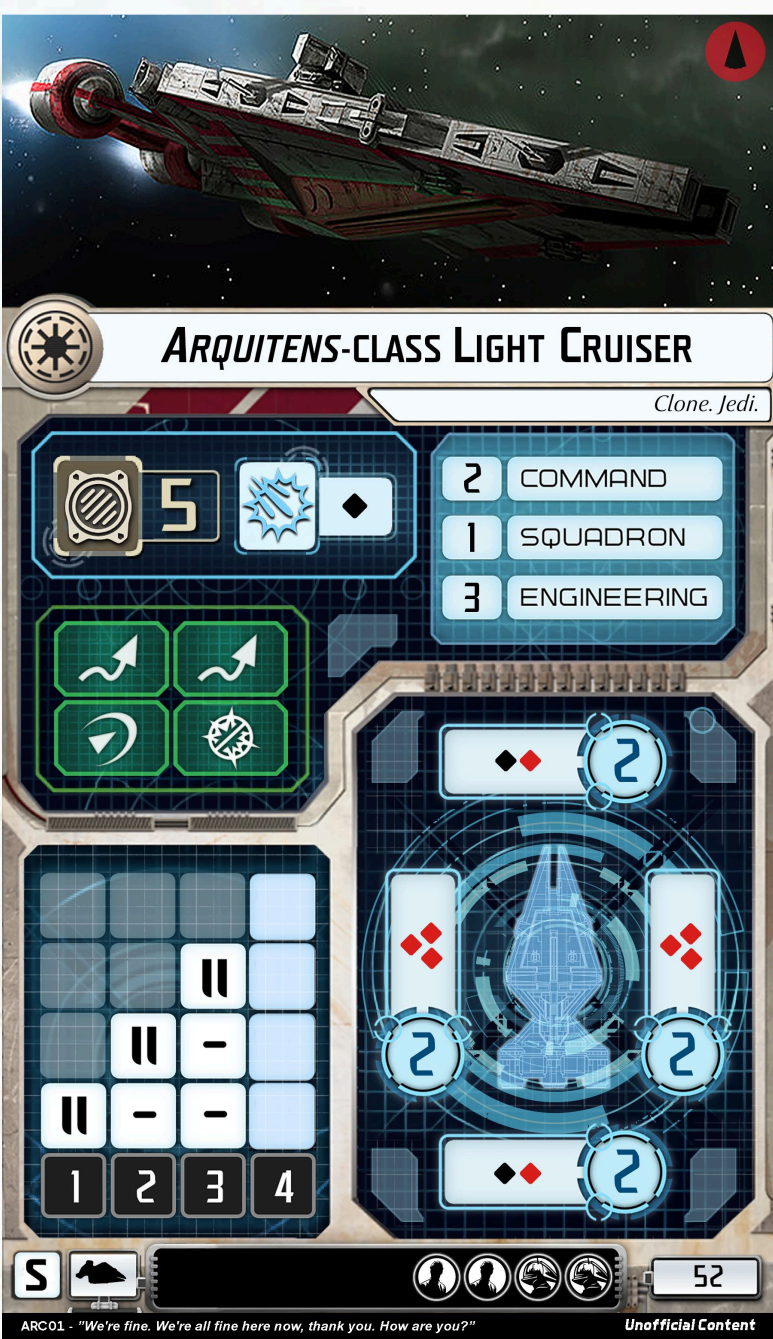 ARQUITENS-CLASS LIGHT CRUISER
Clone. Jedi.
5
2 COMMAND
1 SQUADRON
3 ENGINEERING
2
II
II -
2 2
II - -
2
1 2 3 4
S 52
ARC01 - "We're fine. We're all fine here now, thank you. How are you?" Unofficial Content